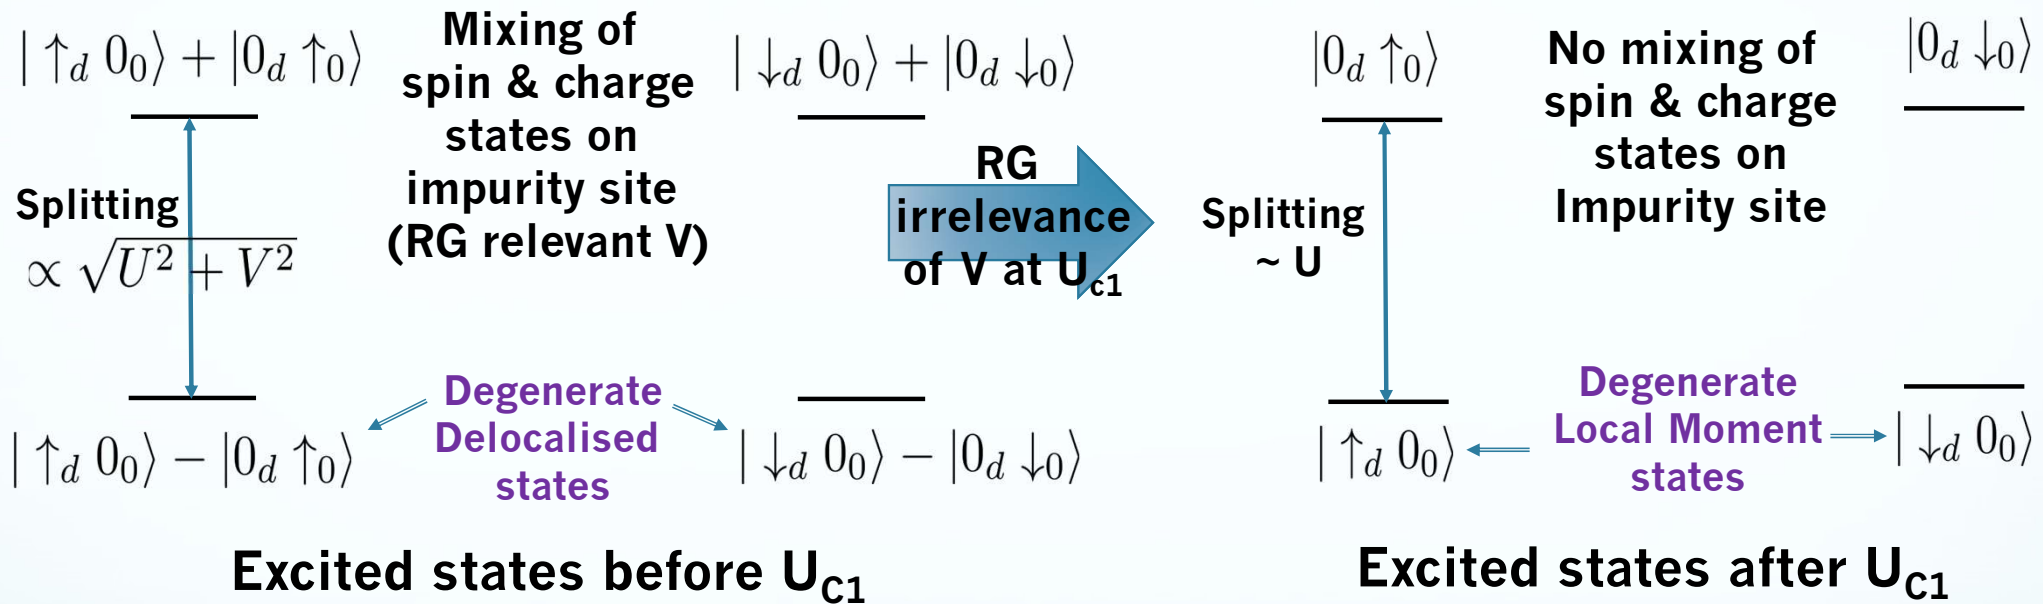 |↑d 00⟩ + |0d ↑0⟩
Mixing of
spin & charge
states on
impurity site
(RG relevant V)
|↓d 00⟩ + |0d ↓0⟩
Splitting
∝ √U² + V²
|↑d 00⟩ − |0d ↑0⟩
Degenerate
Delocalised
states
|↓d 00⟩ − |0d ↓0⟩
Excited states before UC1
RG
irrelevance
of V at Uc1
|0d ↑0⟩
No mixing of
spin & charge
states on
Impurity site
|0d ↓0⟩
Splitting
~ U
|↑d 00⟩
Degenerate
Local Moment
states
|↓d 00⟩
Excited states after UC1